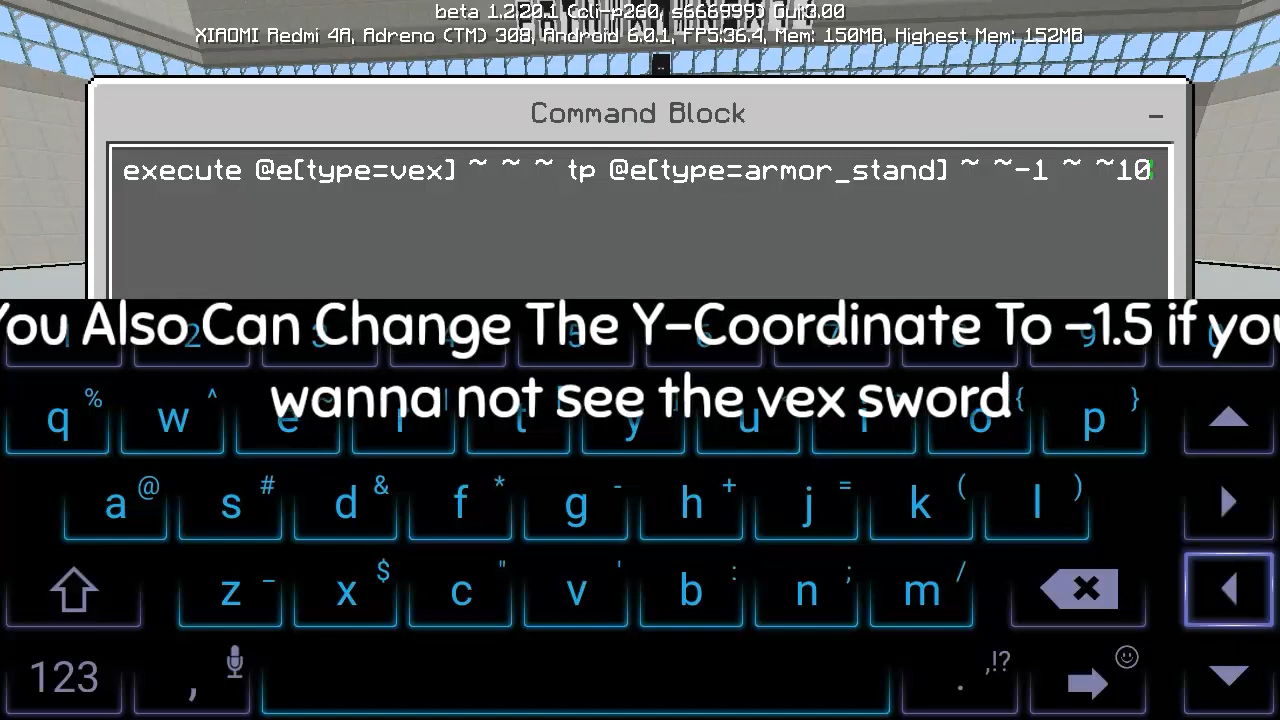 beta 1.2.20.1
XIAOMI Redmi 4A, Adreno (TM) 308, Android 6.0.1, FPS:36.4, Mem: 150MB, Highest Mem: 152MB
Command Block
execute @e[type=vex] ~ ~ ~ tp @e[type=armor_stand] ~ ~-1 ~ ~10
You Also Can Change The Y-Coordinate To -1.5 if you
wanna not see the vex sword
q % w ^ e r t y u i o { p }
a @ s # d & f * g - h + j = k ( l )
z _ x $ c " v ' b : n ; m /
123 , . ,!?